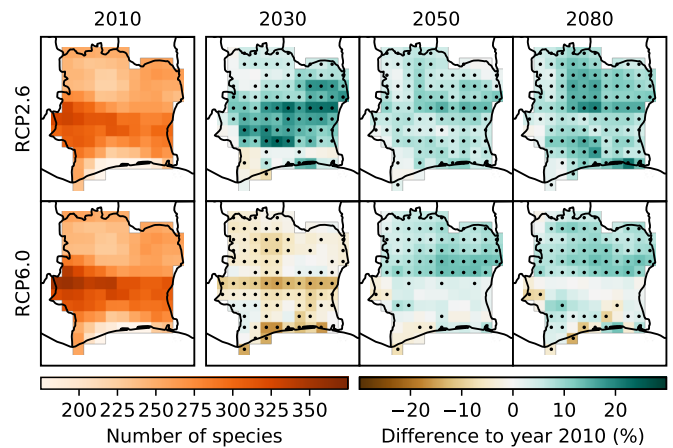 2010 2030 2050 2080
RCP2.6
RCP6.0
200 225 250 275 300 325 350
−20 −10 0 10 20
Number of species
Difference to year 2010 (%)